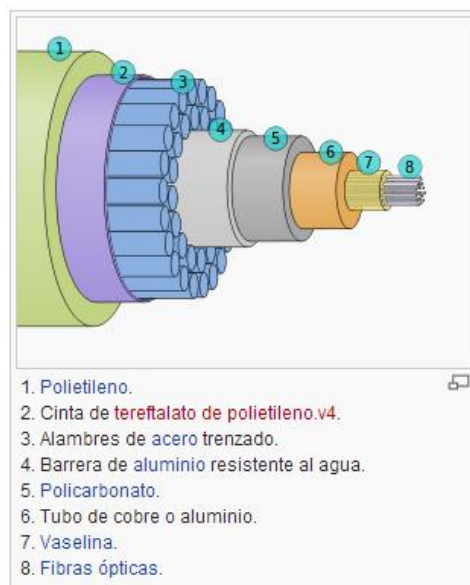 1
2
3
4
5
6
7
8
1. Polietileno.
2. Cinta de tereftalato de polietileno.v4.
3. Alambres de acero trenzado.
4. Barrera de aluminio resistente al agua.
5. Policarbonato.
6. Tubo de cobre o aluminio.
7. Vaselina.
8. Fibras ópticas.